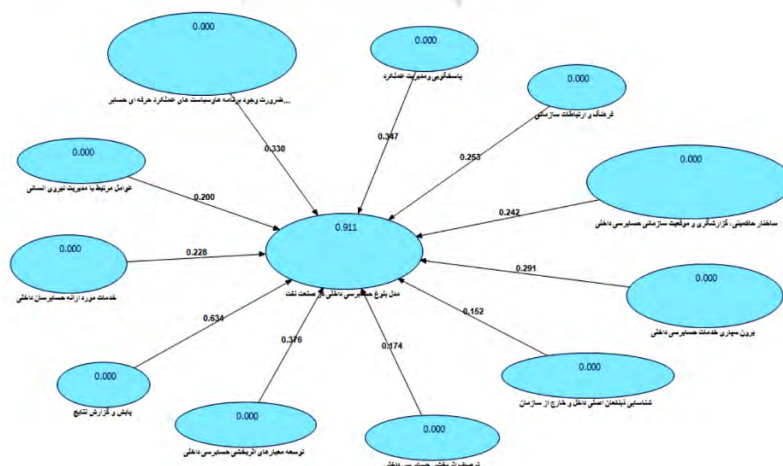 0.000
ضرورت وجود برنامه هاوسیاست های عملکرد حرفه ای حسابر...
0.000
پاسخگویی ومدیریت عملکرد
0.000
فرهنگ و ارتباطات سازمانی
0.000
عوامل مرتبط با مدیریت نیروی انسانی
0.000
ساختار حاکمیتی، گزارشگری و موقعیت سازمانی حسابرسی داخلی
0.330
0.347
0.253
0.200
0.242
0.911
مدل بلوغ حسابرسی داخلی در صنعت نفت
0.000
خدمات مورد ارائه حسابرسان داخلی
0.228
0.291
0.000
برون سپاری خدمات حسابرسی داخلی
0.634
0.376
0.174
0.152
0.000
پایش و گزارش نتایج
0.000
شناسایی ذینفعان اصلی داخل و خارج از سازمان
0.000
توسعه معیارهای اثربخشی حسابرسی داخلی
0.000